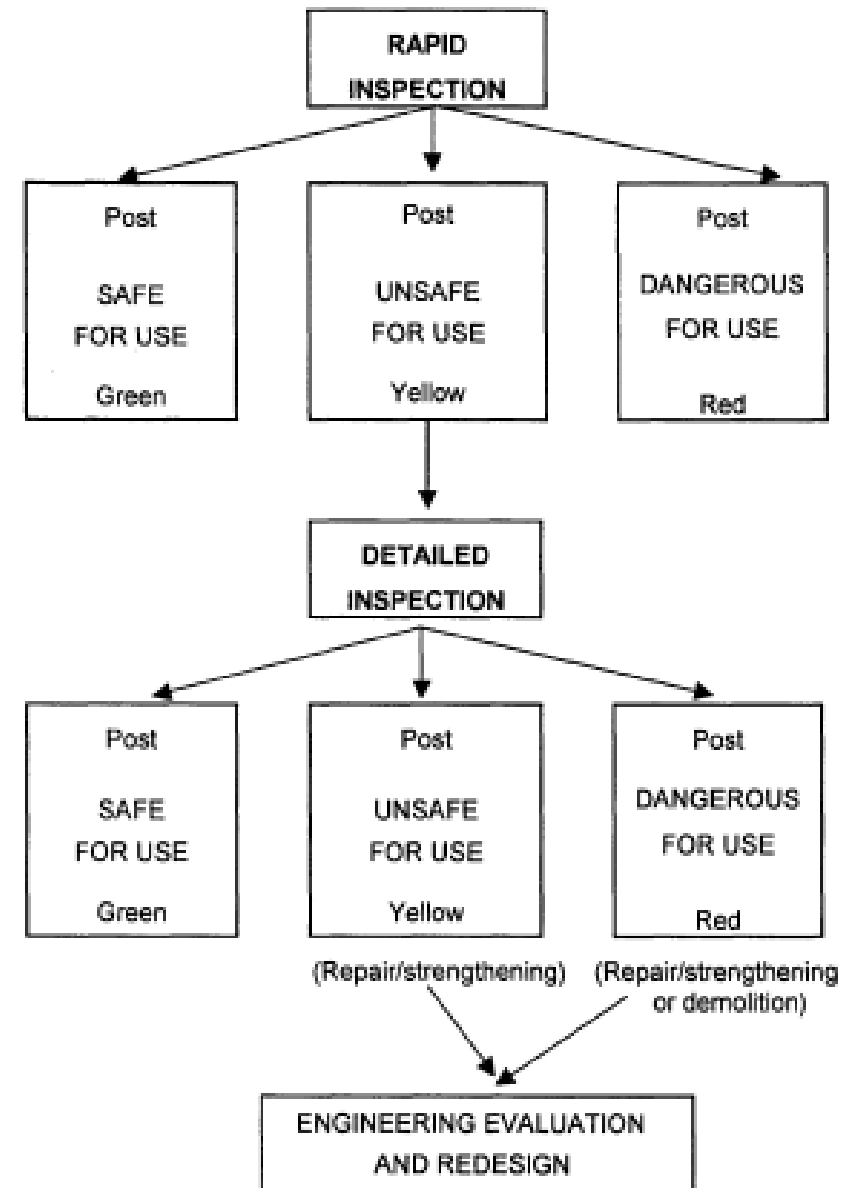 RAPID
INSPECTION
Post
SAFE
FOR USE
Green
Post
UNSAFE
FOR USE
Yellow
Post
DANGEROUS
FOR USE
Red
DETAILED
INSPECTION
Post
SAFE
FOR USE
Green
Post
UNSAFE
FOR USE
Yellow
Post
DANGEROUS
FOR USE
Red
(Repair/strengthening)
(Repair/strengthening
or demolition)
ENGINEERING EVALUATION
AND REDESIGN